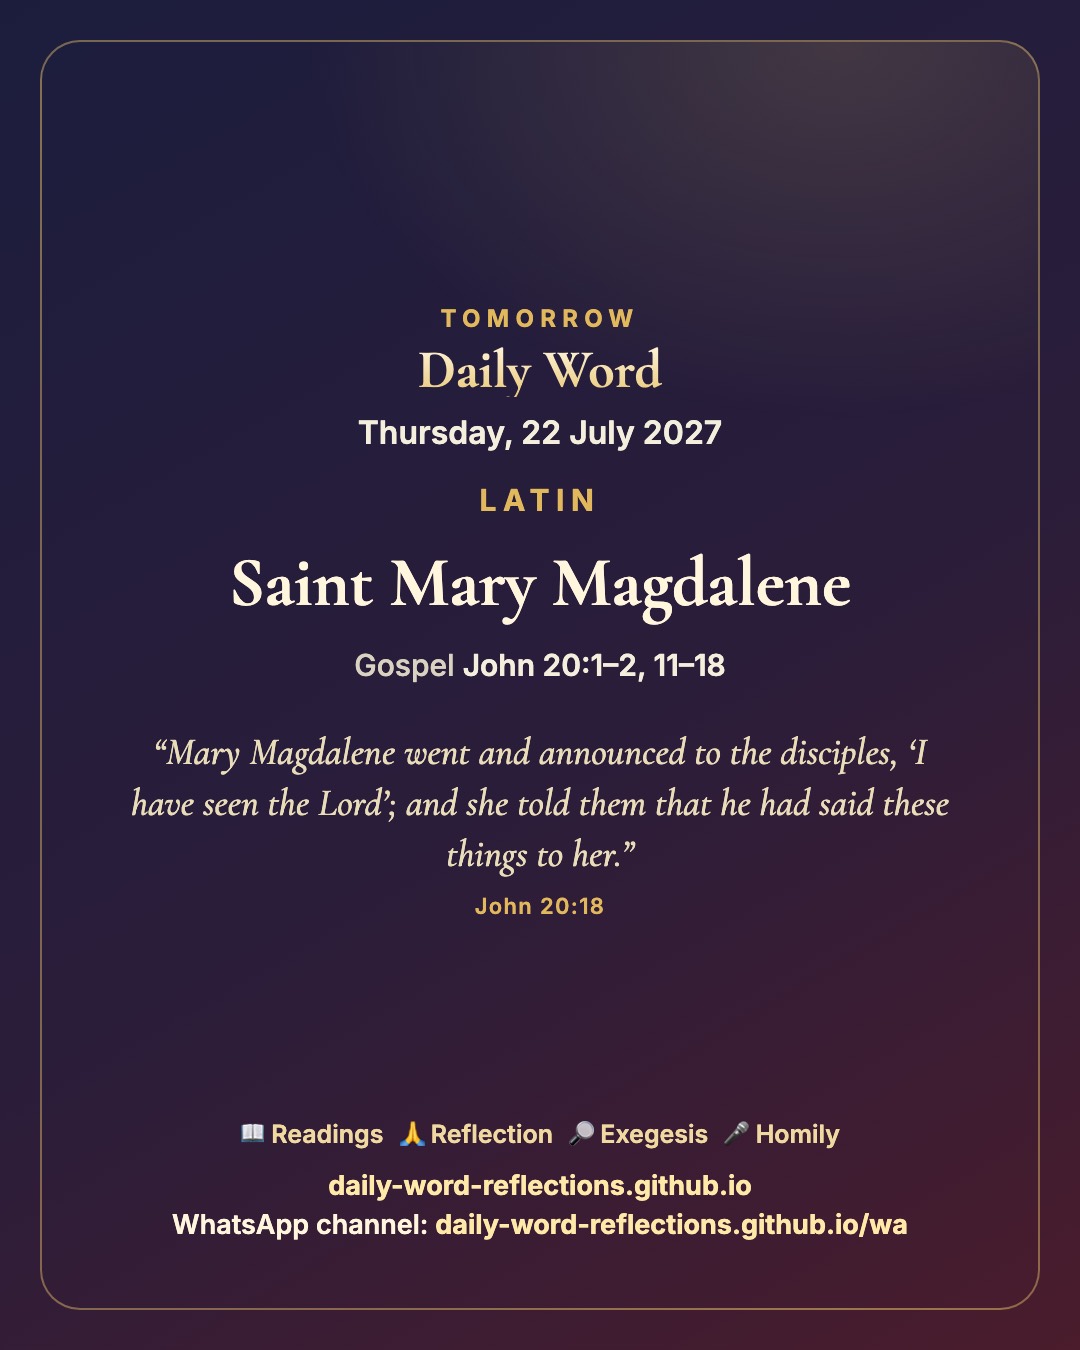 TOMORROW
Daily Word
Thursday, 22 July 2027
LATIN
Saint Mary Magdalene
Gospel John 20:1–2, 11–18
“Mary Magdalene went and announced to the disciples, ‘I
have seen the Lord’; and she told them that he had said these
things to her.”
John 20:18
📖 Readings 🙏 Reflection 🔎 Exegesis 🎤 Homily
daily-word-reflections.github.io
WhatsApp channel: daily-word-reflections.github.io/wa